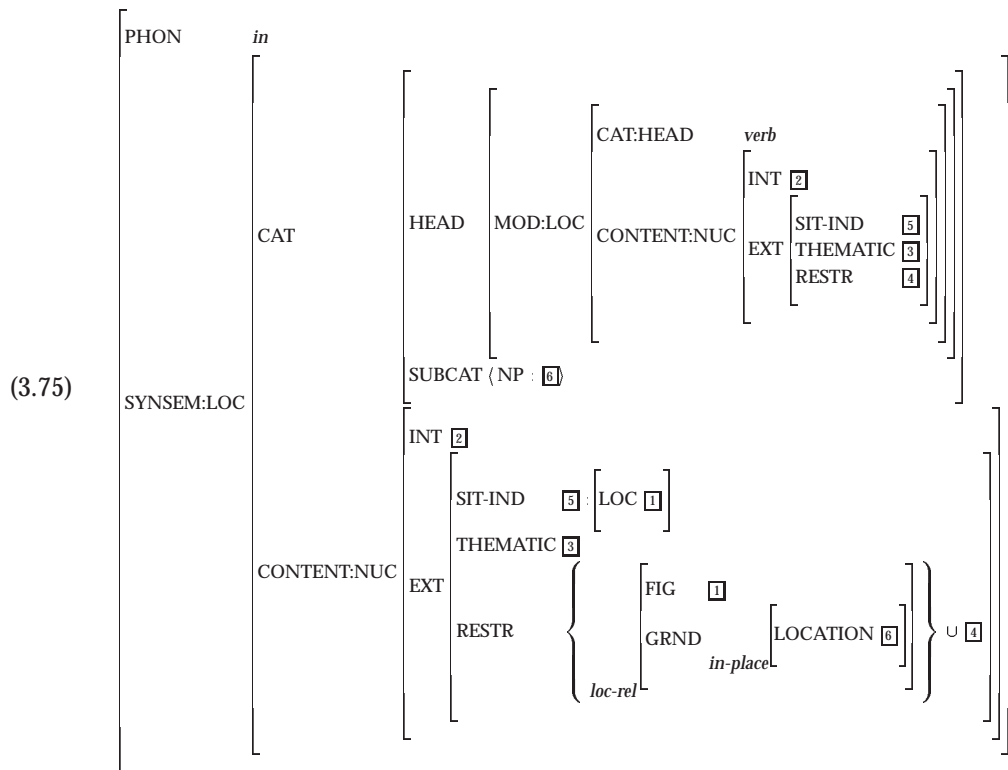 PHON in
CAT:HEAD verb
INT 2
HEAD MOD:LOC SIT-IND 5
CAT CONTENT:NUC EXT THEMATIC 3
RESTR 4
SUBCAT ⟨ NP : 6 ⟩
(3.75)
SYNSEM:LOC
INT 2
SIT-IND 5 : LOC 1
THEMATIC 3
CONTENT:NUC EXT
FIG 1
RESTR { GRND LOCATION 6 } ∪ 4
in-place
loc-rel